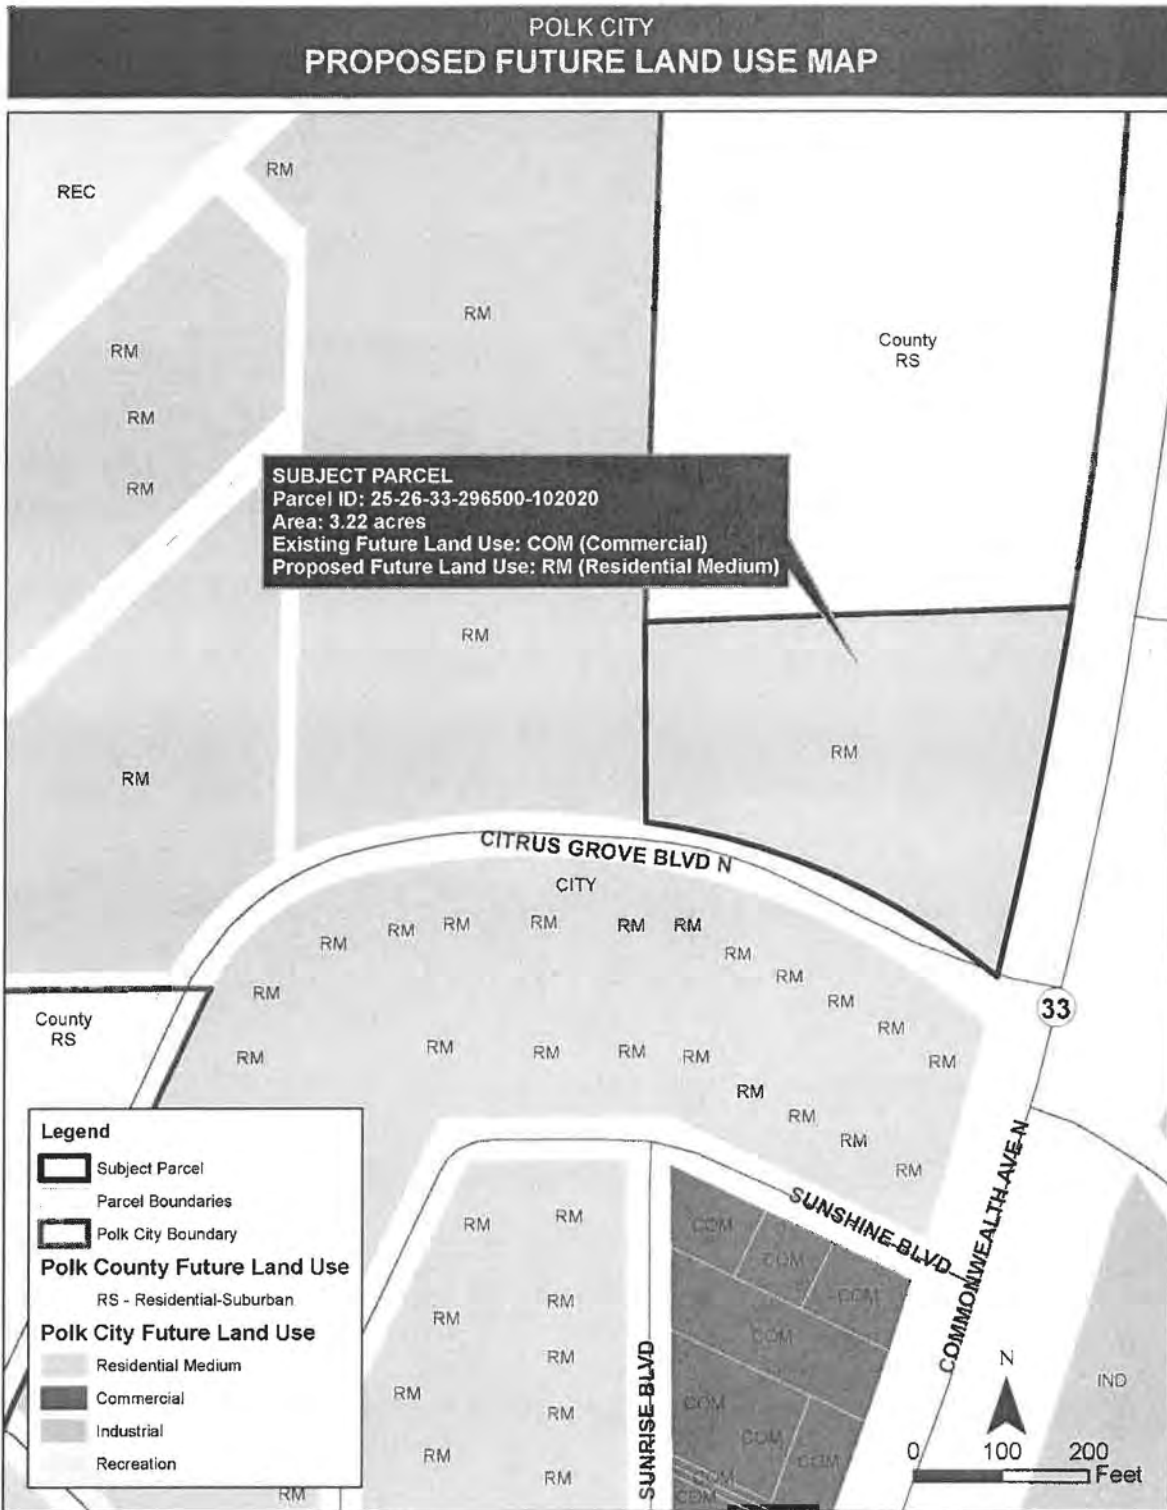 POLK CITY
PROPOSED FUTURE LAND USE MAP
REC
RM
RM
County
RS
RM
RM
RM
SUBJECT PARCEL
Parcel ID: 25-26-33-296500-102020
Area: 3.22 acres
Existing Future Land Use: COM (Commercial)
Proposed Future Land Use: RM (Residential Medium)
RM
RM
RM
CITRUS GROVE BLVD N
CITY
RM
RM
RM
RM
RM
RM
RM
RM
RM
RM
RM
RM
33
County
RS
RM
RM
RM
RM
RM
RM
RM
RM
RM
SUNSHINE BLVD
COMMONWEALTH AVE N
SUNRISE BLVD
RM
RM
COM
COM
COM
COM
RM
RM
RM
RM
RM
COM
COM
COM
RM
RM
COM
COM
RM
IND
Legend
Subject Parcel
Parcel Boundaries
Polk City Boundary
Polk County Future Land Use
RS - Residential-Suburban
Polk City Future Land Use
Residential Medium
Commercial
Industrial
Recreation
N
0 100 200
Feet